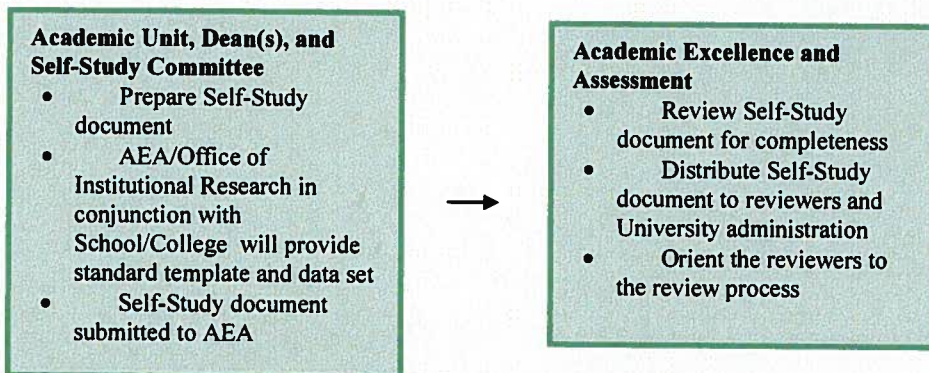 Academic Unit, Dean(s), and
Self-Study Committee
• Prepare Self-Study
document
• AEA/Office of
Institutional Research in
conjunction with
School/College will provide
standard template and data set
• Self-Study document
submitted to AEA
Academic Excellence and
Assessment
• Review Self-Study
document for completeness
• Distribute Self-Study
document to reviewers and
University administration
• Orient the reviewers to
the review process